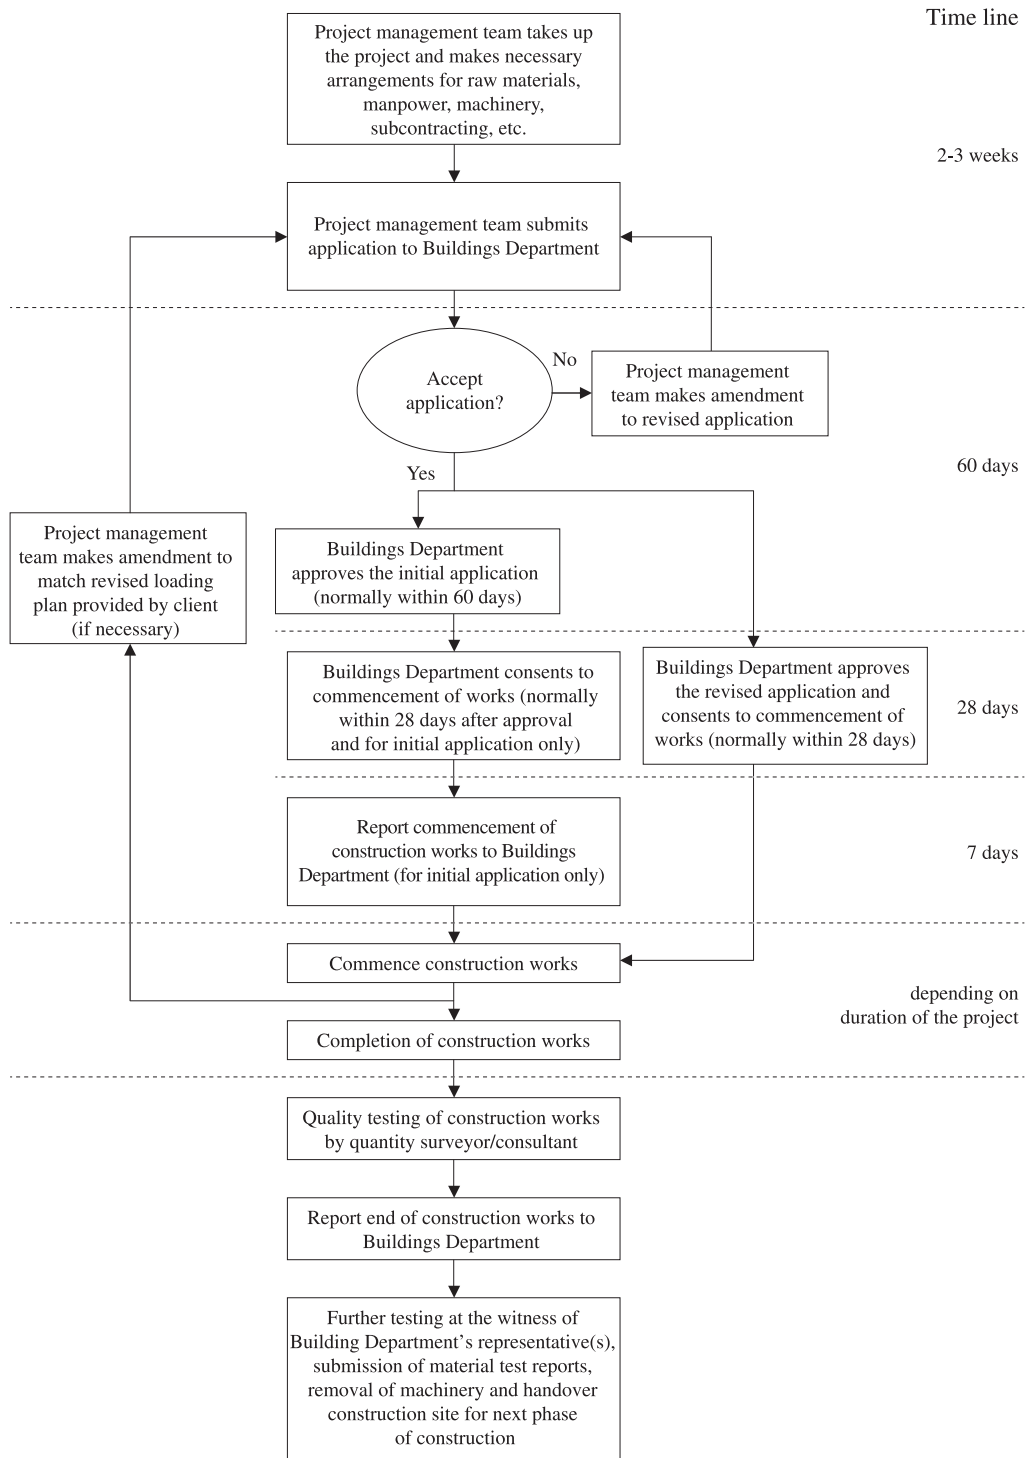 Time line
Project management team takes up
the project and makes necessary
arrangements for raw materials,
manpower, machinery,
subcontracting, etc.
2-3 weeks
Project management team submits
application to Buildings Department
Accept
application?
No
Project management
team makes amendment
to revised application
Yes
60 days
Project management
team makes amendment to
match revised loading
plan provided by client
(if necessary)
Buildings Department
approves the initial application
(normally within 60 days)
Buildings Department consents to
commencement of works (normally
within 28 days after approval
and for initial application only)
Buildings Department approves
the revised application and
consents to commencement of
works (normally within 28 days)
28 days
Report commencement of
construction works to Buildings
Department (for initial application only)
7 days
Commence construction works
depending on
duration of the project
Completion of construction works
Quality testing of construction works
by quantity surveyor/consultant
Report end of construction works to
Buildings Department
Further testing at the witness of
Building Department's representative(s),
submission of material test reports,
removal of machinery and handover
construction site for next phase
of construction